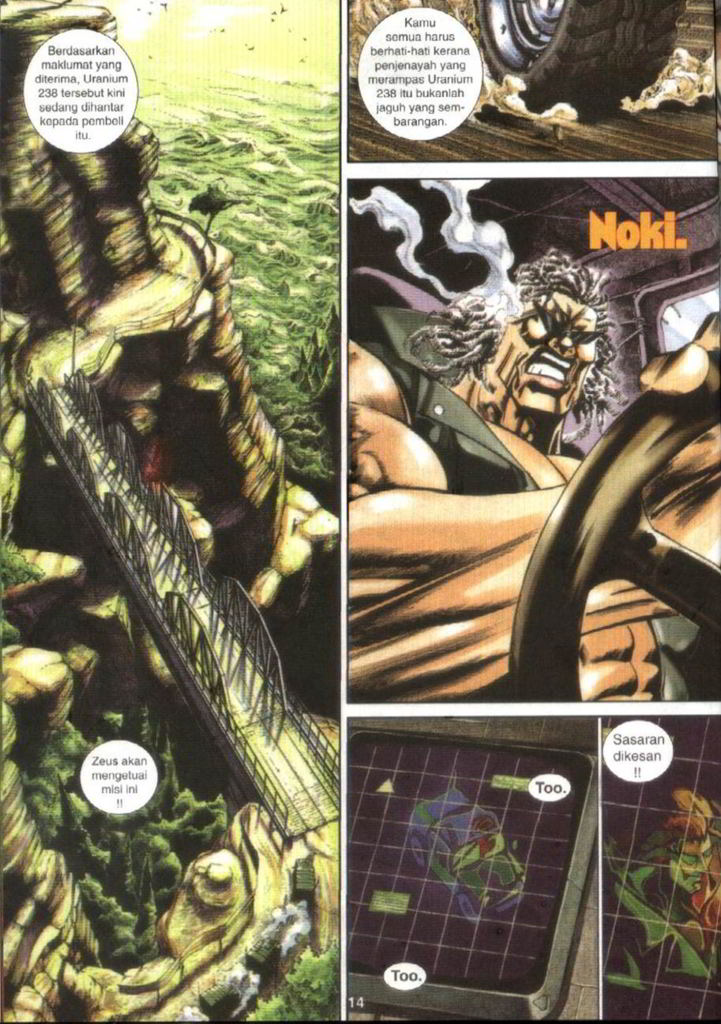 Berdasarkan
maklumat yang
diterima, Uranium
238 tersebut kini
sedang dihantar
kepada pembeli
itu.
Zeus akan
mengetuai
misi ini
!!
Kamu
semua harus
berhati-hati kerana
penjenayah yang
merampas Uranium
238 itu bukanlah
jaguh yang sem-
barangan.
Noki.
Too.
Too.
Sasaran
dikesan
!!
14